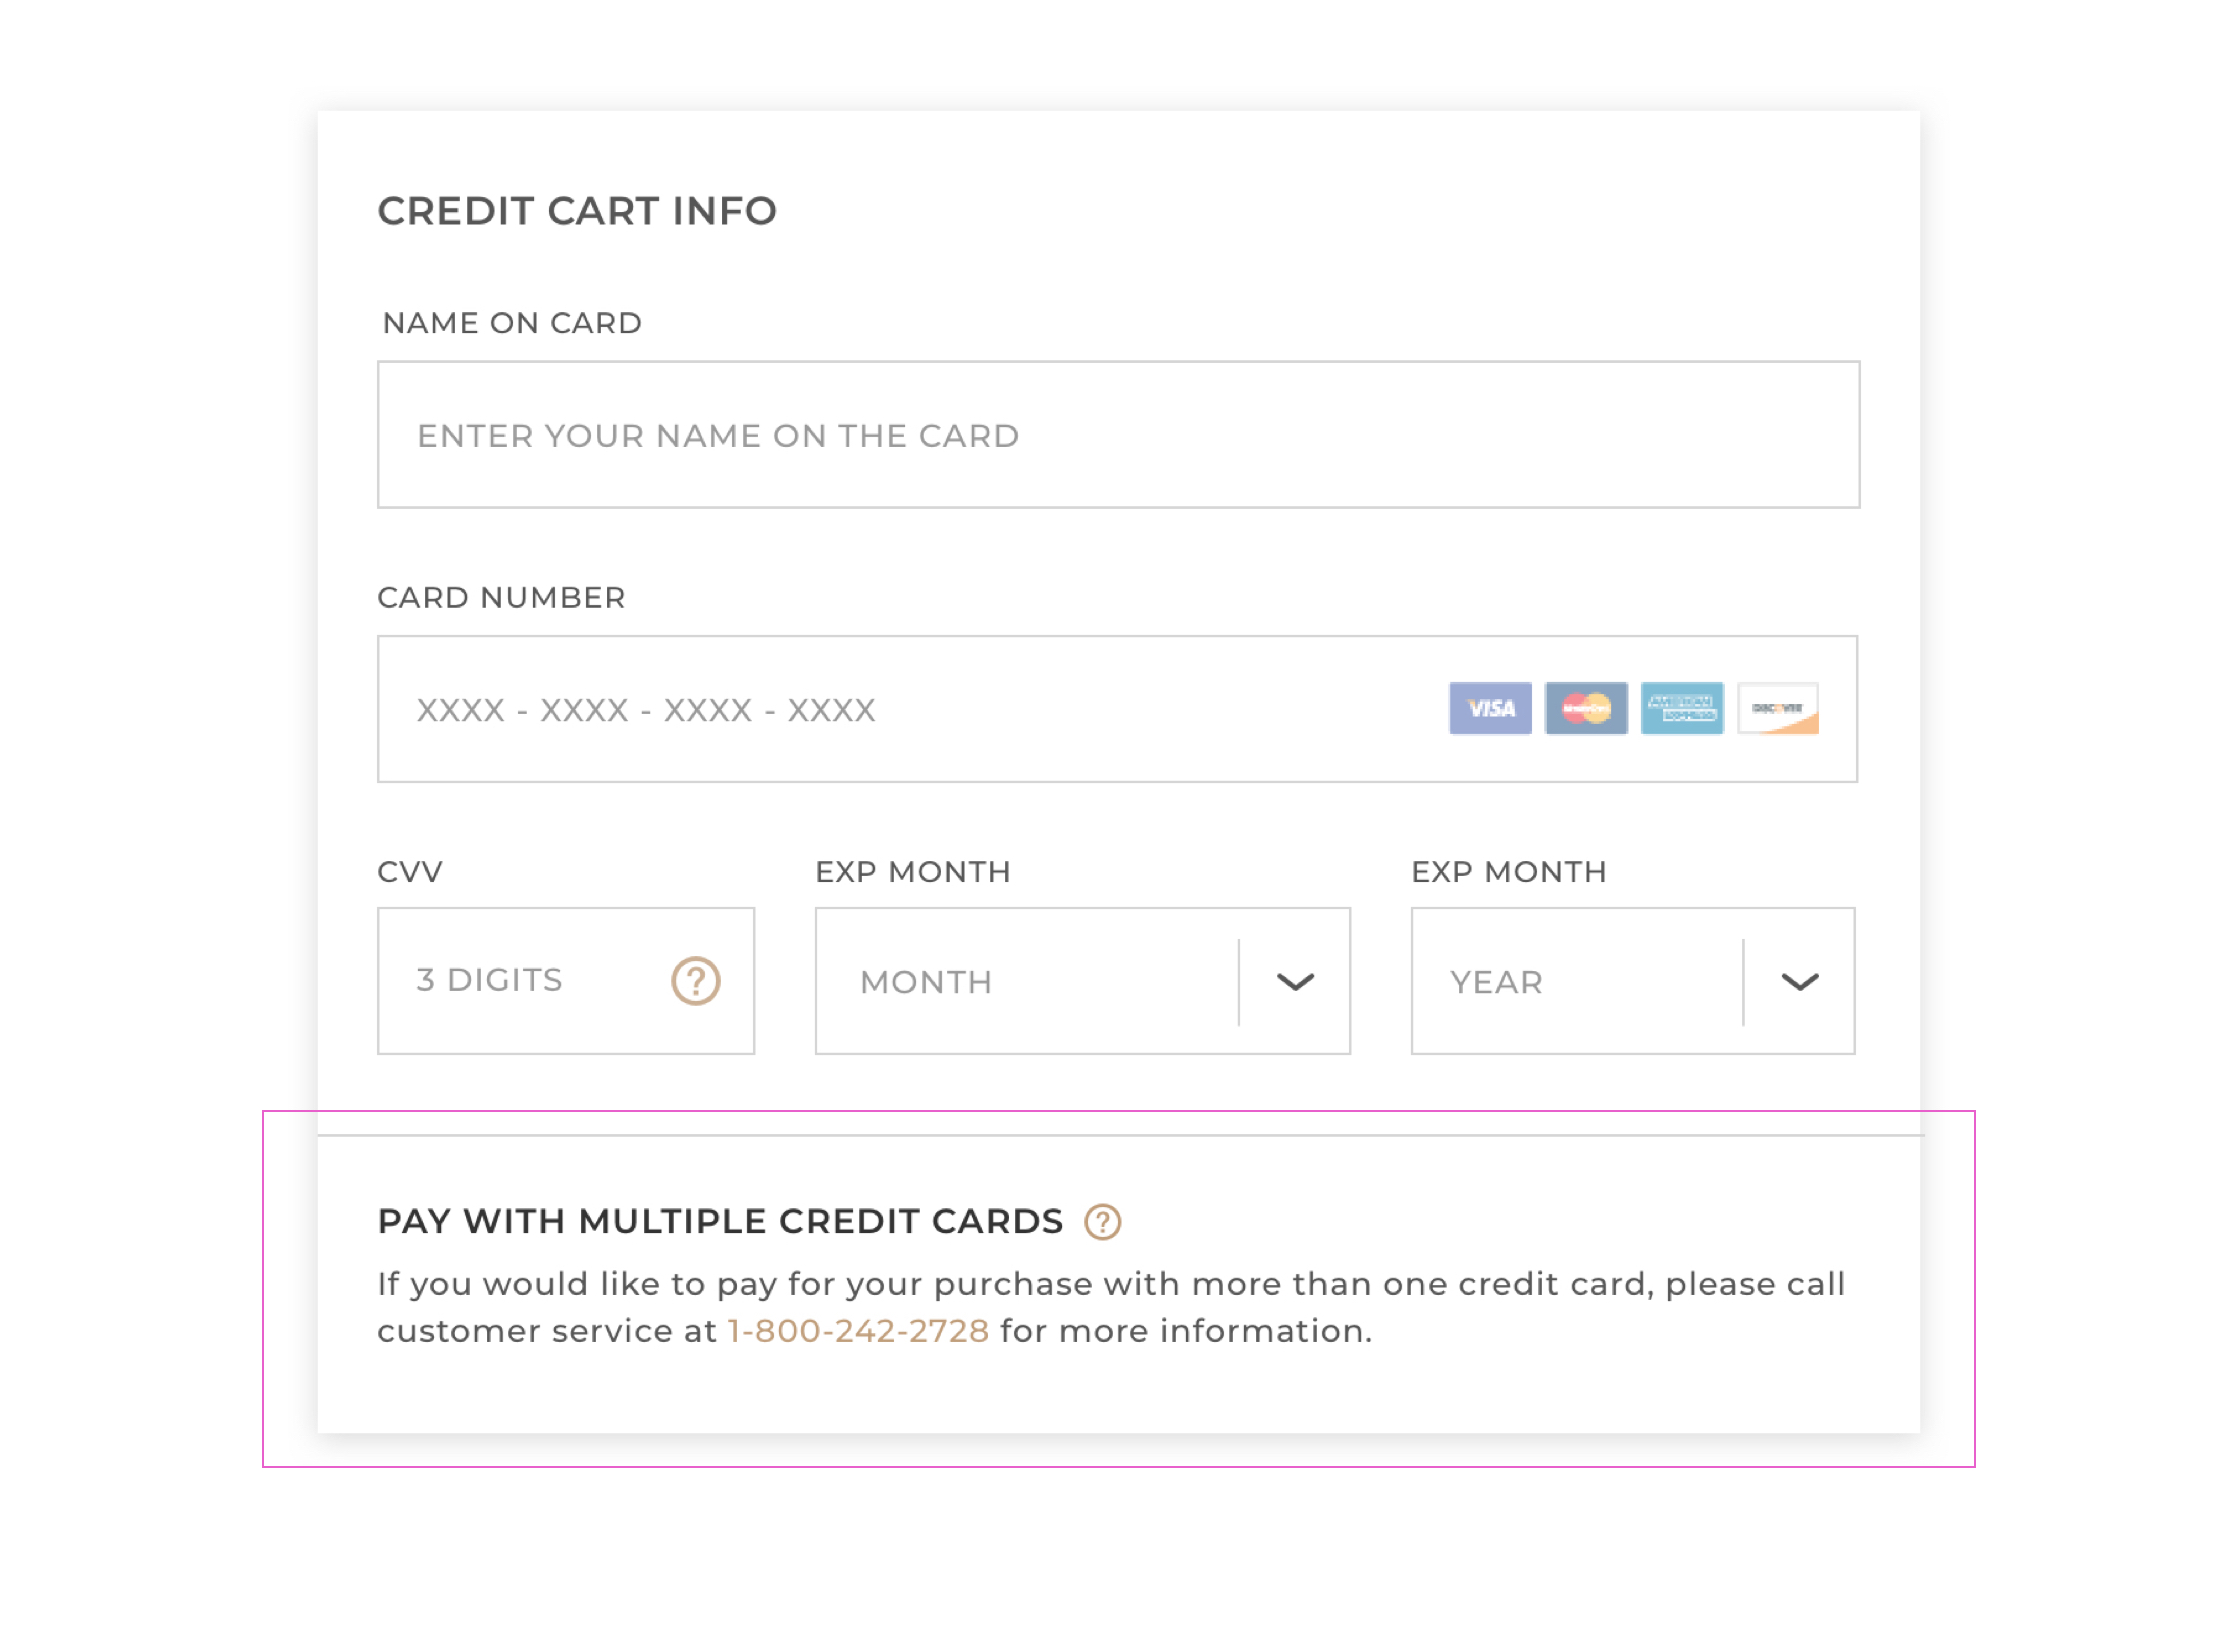 CREDIT CART INFO
NAME ON CARD
ENTER YOUR NAME ON THE CARD
CARD NUMBER
XXXX - XXXX - XXXX - XXXX
VISA
AMERICAN
EXPRESS
DISCOVER
CVV
EXP MONTH
EXP MONTH
3 DIGITS
MONTH
YEAR
PAY WITH MULTIPLE CREDIT CARDS
If you would like to pay for your purchase with more than one credit card, please call
customer service at 1-800-242-2728 for more information.